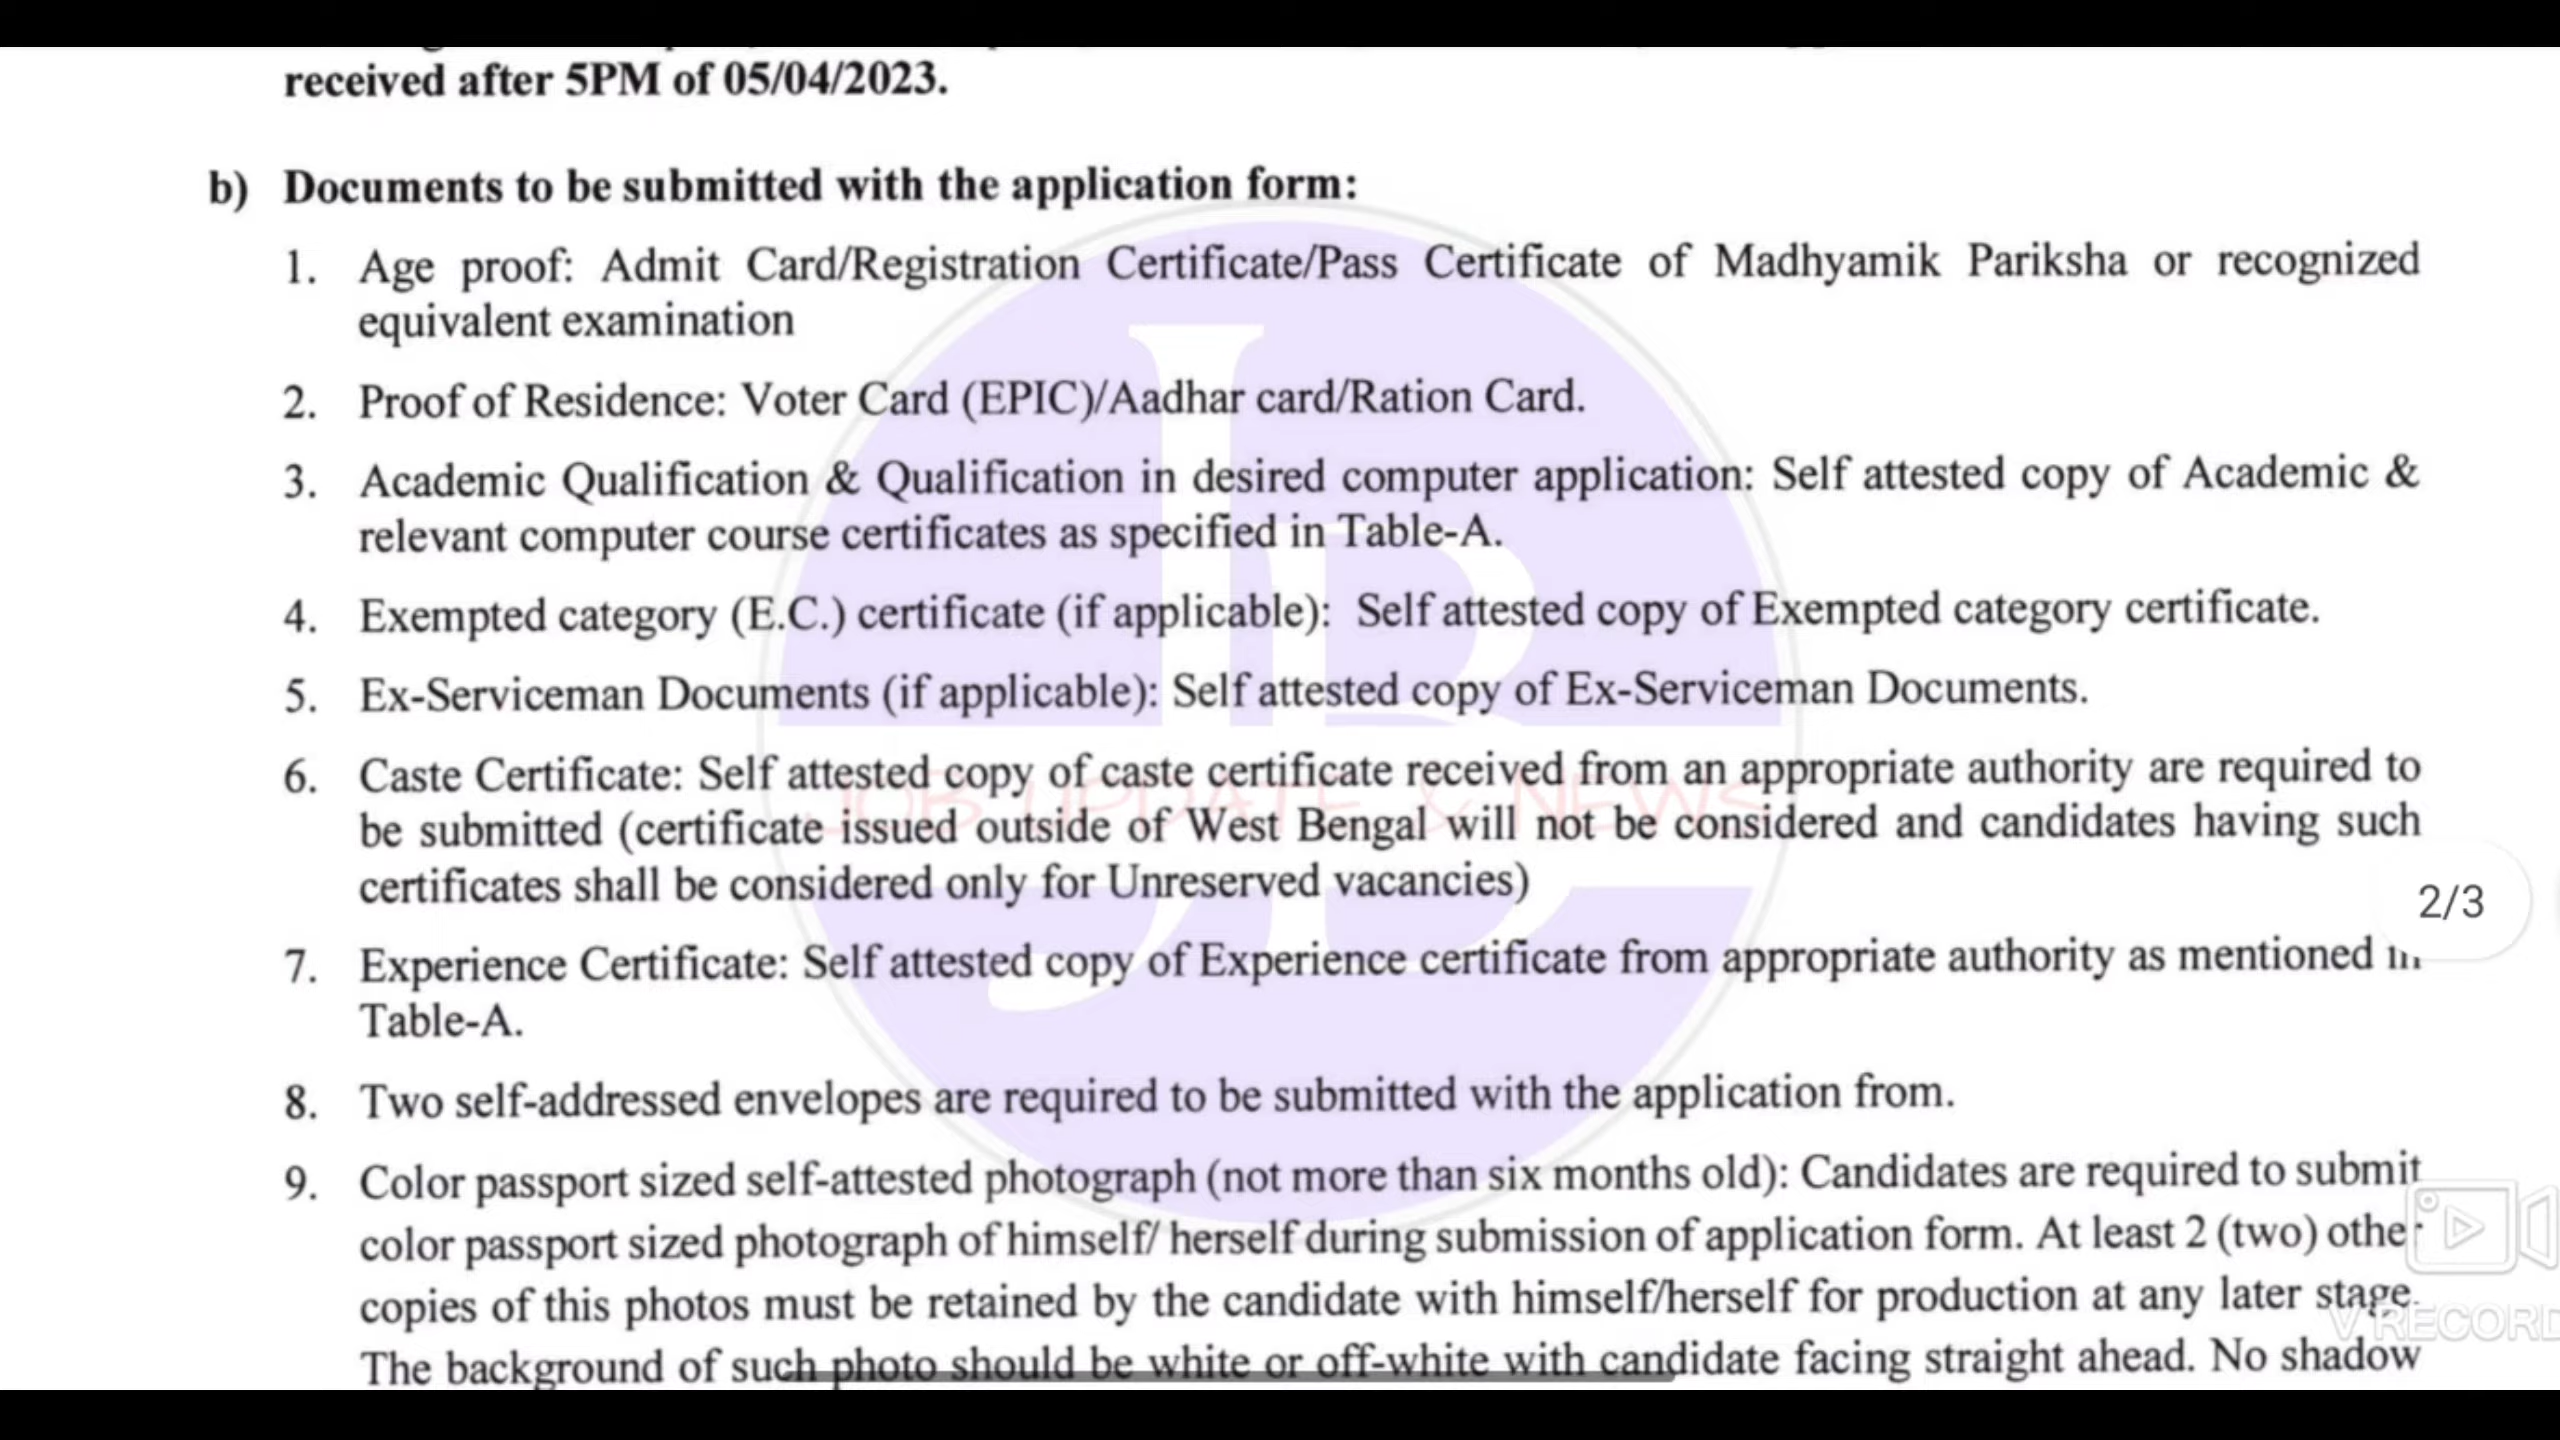 received after 5PM of 05/04/2023.
b) Documents to be submitted with the application form:
1. Age proof: Admit Card/Registration Certificate/Pass Certificate of Madhyamik Pariksha or recognized
equivalent examination
2. Proof of Residence: Voter Card (EPIC)/Aadhar card/Ration Card.
3. Academic Qualification & Qualification in desired computer application: Self attested copy of Academic &
relevant computer course certificates as specified in Table-A.
4. Exempted category (E.C.) certificate (if applicable): Self attested copy of Exempted category certificate.
5. Ex-Serviceman Documents (if applicable): Self attested copy of Ex-Serviceman Documents.
6. Caste Certificate: Self attested copy of caste certificate received from an appropriate authority are required to
JOB UPDATE & NEWS
be submitted (certificate issued outside of West Bengal will not be considered and candidates having such
certificates shall be considered only for Unreserved vacancies)
2/3
7. Experience Certificate: Self attested copy of Experience certificate from appropriate authority as mentioned in
Table-A.
8. Two self-addressed envelopes are required to be submitted with the application from.
9. Color passport sized self-attested photograph (not more than six months old): Candidates are required to submit
color passport sized photograph of himself/ herself during submission of application form. At least 2 (two) other
copies of this photos must be retained by the candidate with himself/herself for production at any later stage.
V RECORD
The background of such photo should be white or off-white with candidate facing straight ahead. No shadow